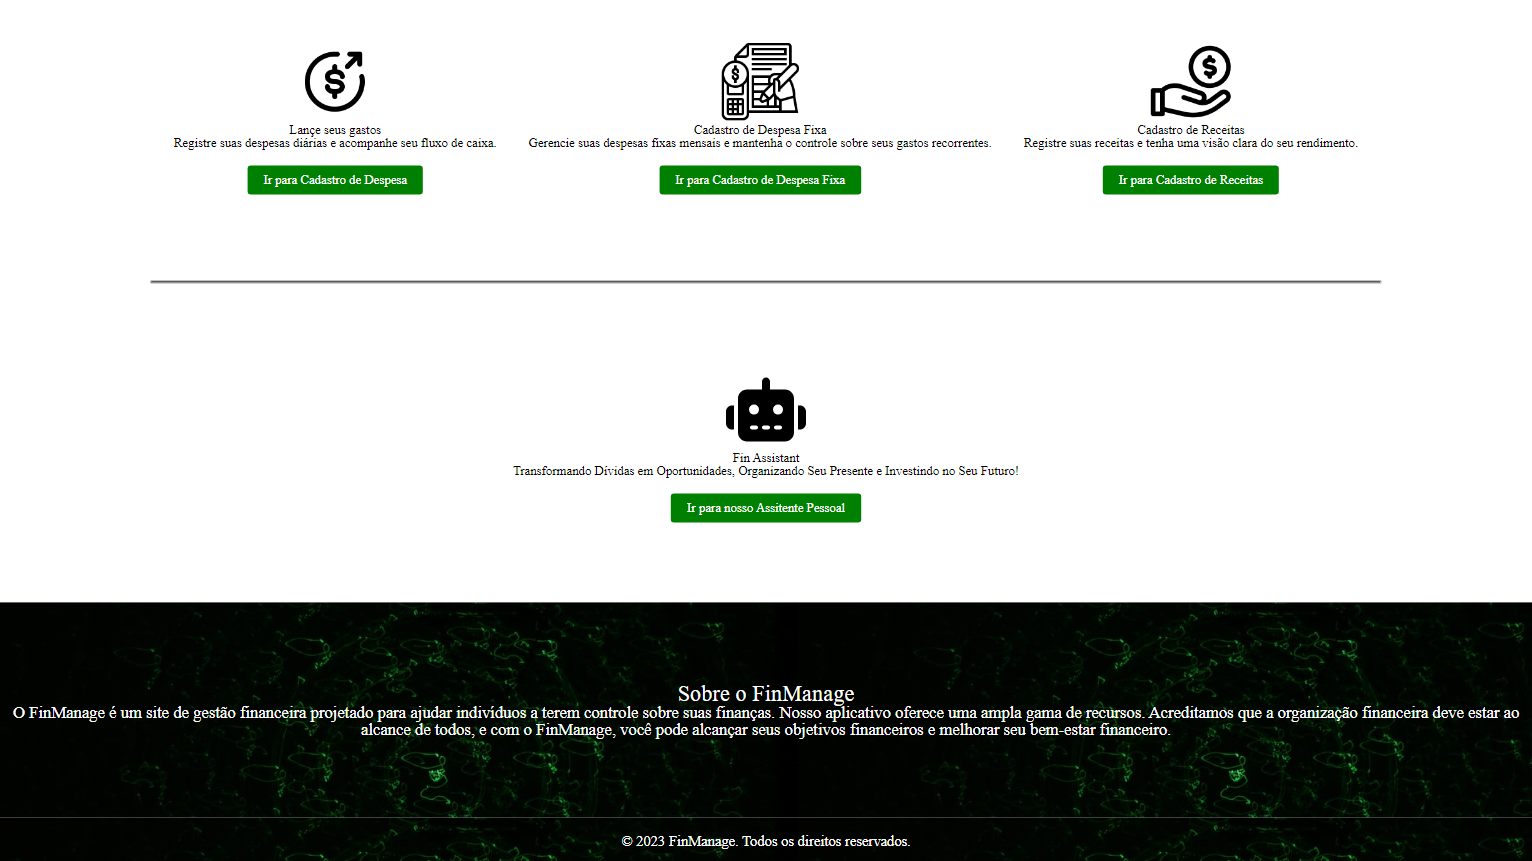 Lançe seus gastos
Registre suas despesas diárias e acompanhe seu fluxo de caixa.
Ir para Cadastro de Despesa
Cadastro de Despesa Fixa
Gerencie suas despesas fixas mensais e mantenha o controle sobre seus gastos recorrentes.
Ir para Cadastro de Despesa Fixa
Cadastro de Receitas
Registre suas receitas e tenha uma visão clara do seu rendimento.
Ir para Cadastro de Receitas
Fin Assistant
Transformando Dívidas em Oportunidades, Organizando Seu Presente e Investindo no Seu Futuro!
Ir para nosso Assitente Pessoal
Sobre o FinManage
O FinManage é um site de gestão financeira projetado para ajudar indivíduos a terem controle sobre suas finanças. Nosso aplicativo oferece uma ampla gama de recursos. Acreditamos que a organização financeira deve estar ao
alcance de todos, e com o FinManage, você pode alcançar seus objetivos financeiros e melhorar seu bem-estar financeiro.
© 2023 FinManage. Todos os direitos reservados.